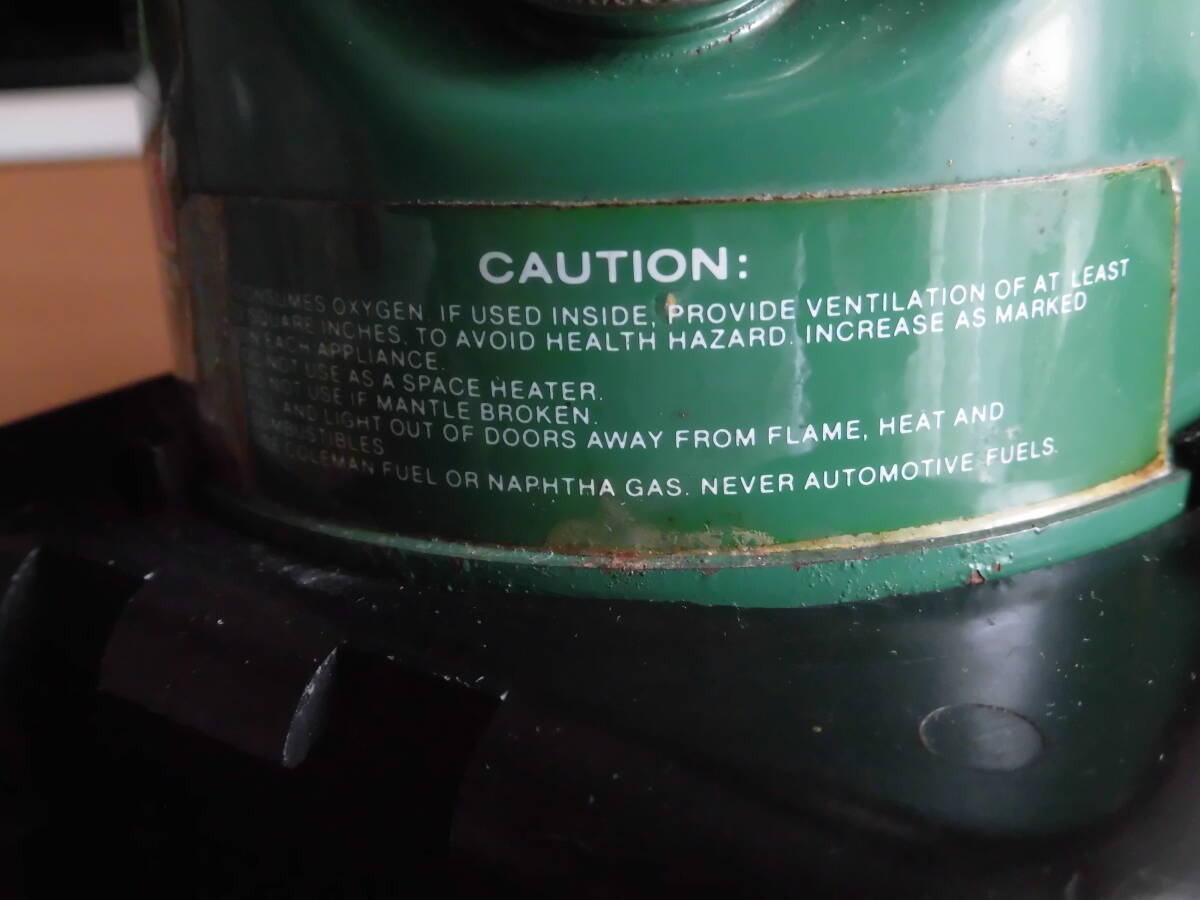 CAUTION:
CONSUMES OXYGEN. IF USED INSIDE, PROVIDE VENTILATION OF AT LEAST
SQUARE INCHES, TO AVOID HEALTH HAZARD. INCREASE AS MARKED
EACH APPLIANCE.
NOT USE AS A SPACE HEATER.
NOT USE IF MANTLE BROKEN.
AND LIGHT OUT OF DOORS AWAY FROM FLAME, HEAT AND
COMBUSTIBLES
COLEMAN FUEL OR NAPHTHA GAS. NEVER AUTOMOTIVE FUELS.